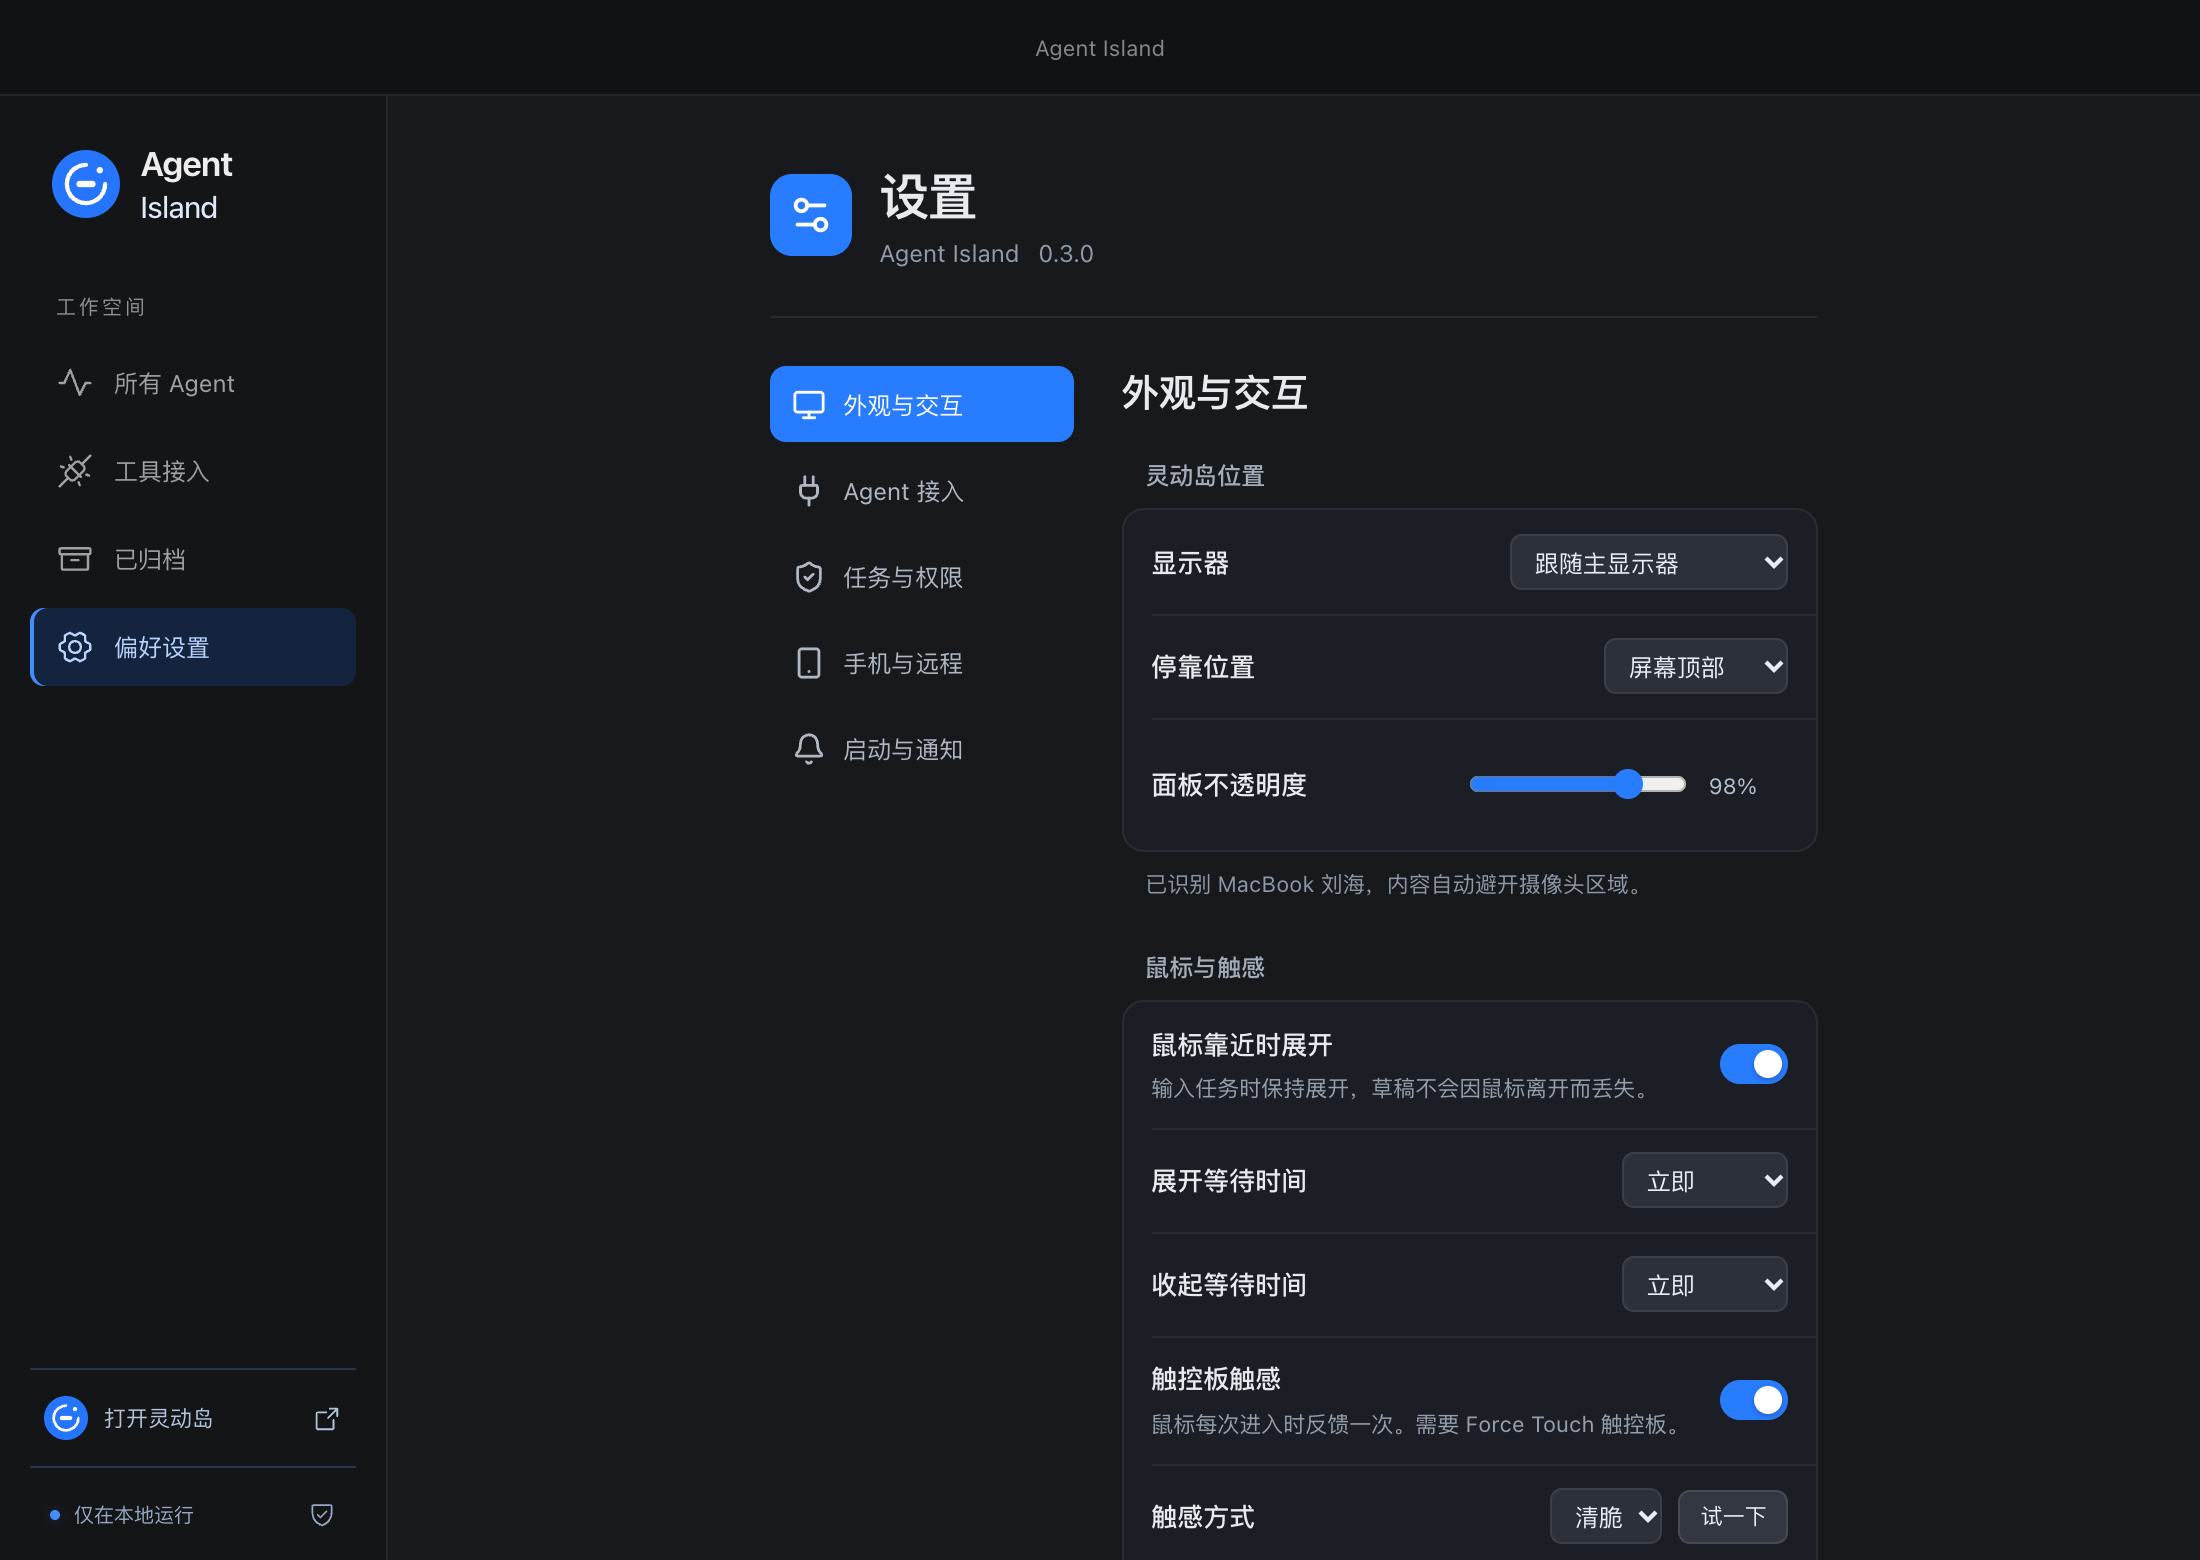 Agent Island
Agent
Island
工作空间
所有 Agent
工具接入
已归档
偏好设置
打开灵动岛
仅在本地运行
设置
Agent Island 0.3.0
外观与交互
Agent 接入
任务与权限
手机与远程
启动与通知
外观与交互
灵动岛位置
显示器
跟随主显示器
停靠位置
屏幕顶部
面板不透明度
98%
已识别 MacBook 刘海，内容自动避开摄像头区域。
鼠标与触感
鼠标靠近时展开
输入任务时保持展开，草稿不会因鼠标离开而丢失。
展开等待时间
立即
收起等待时间
立即
触控板触感
鼠标每次进入时反馈一次。需要 Force Touch 触控板。
触感方式
清脆
试一下